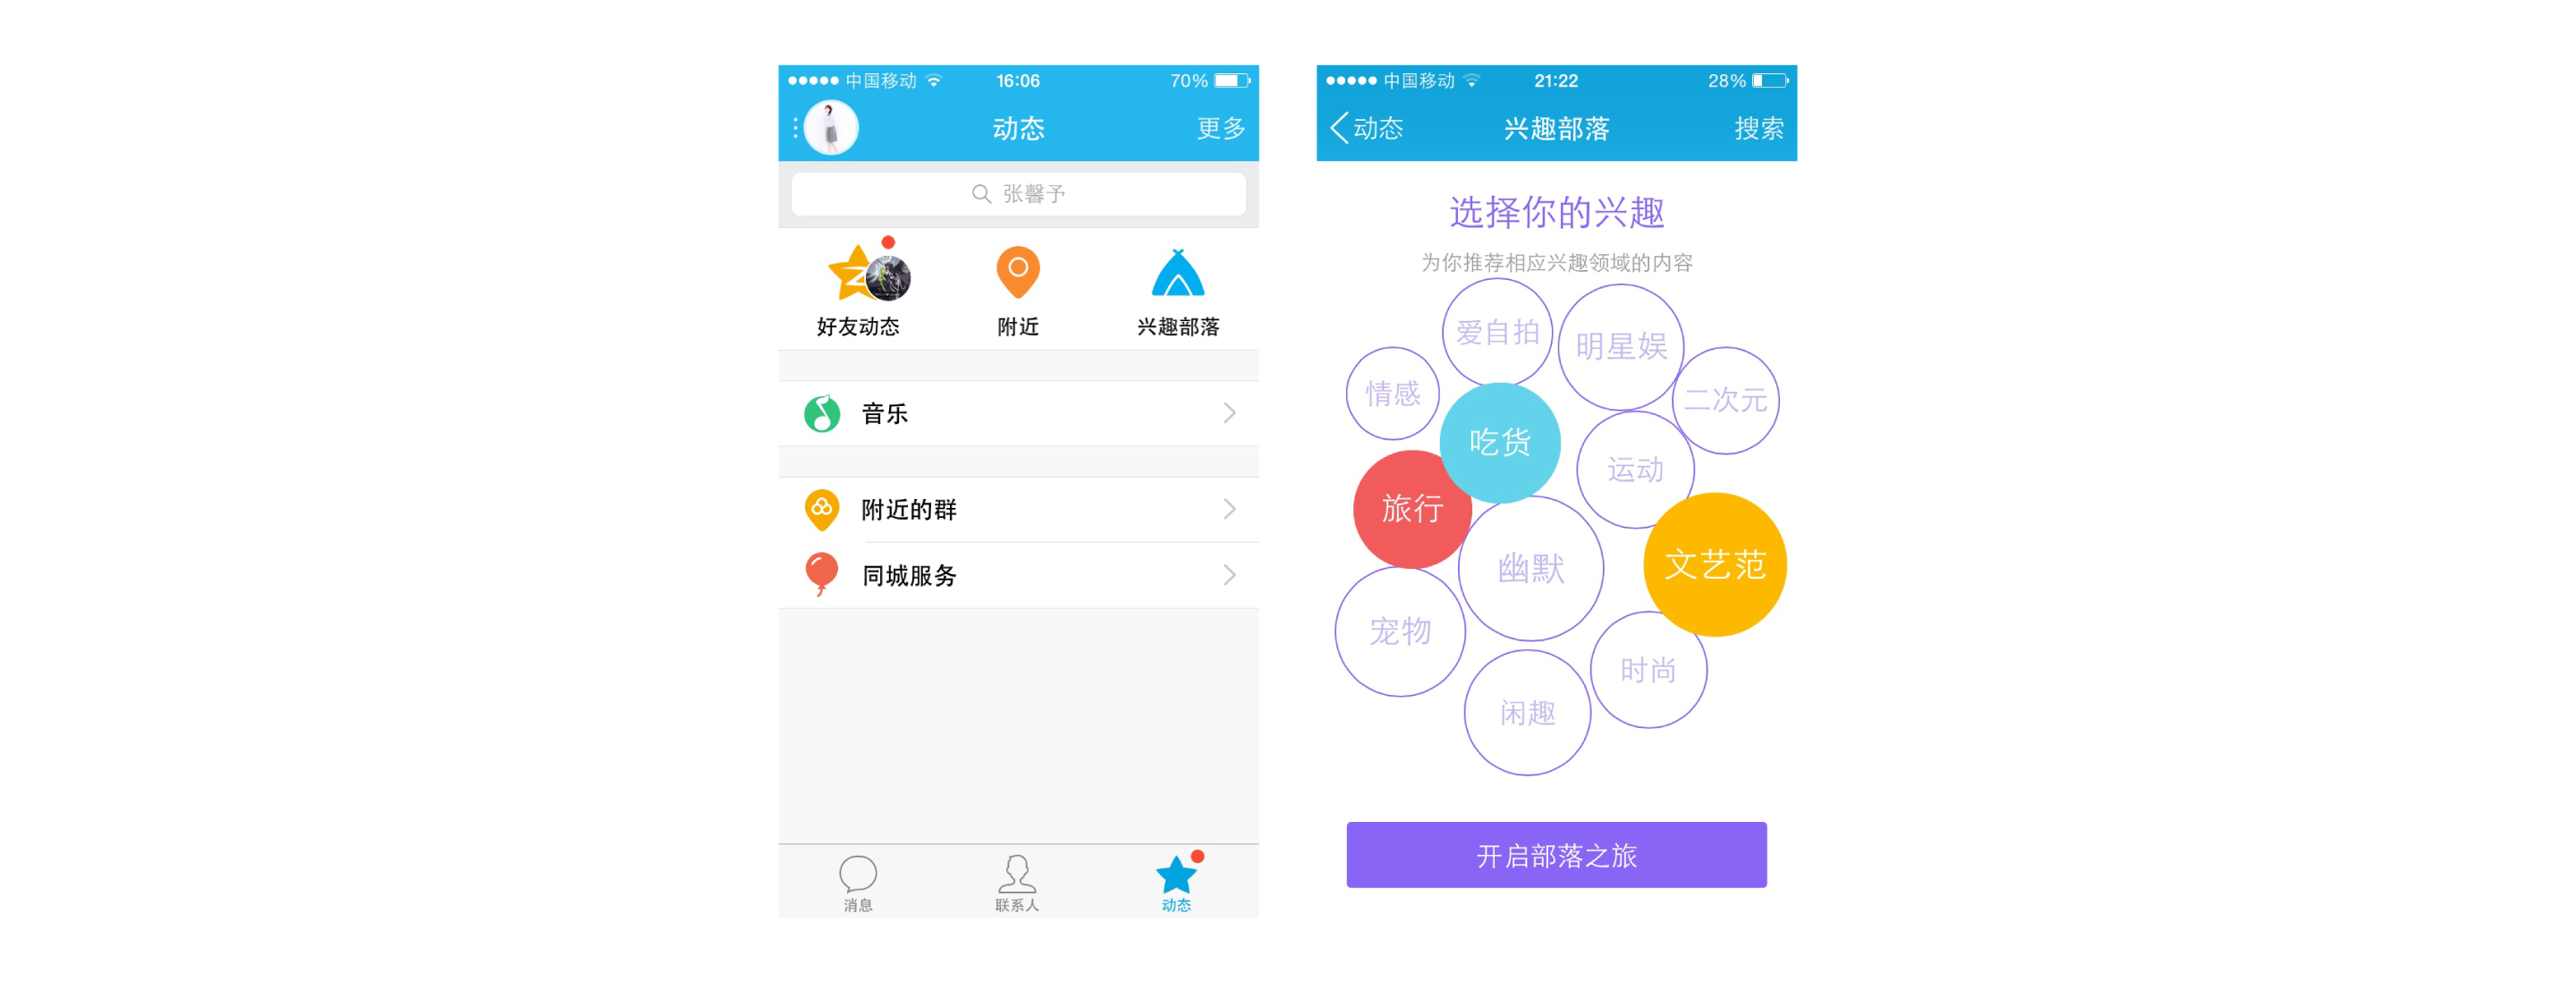 中国移动 16:06 70%
动态 更多
张馨予
好友动态 附近 兴趣部落
音乐
附近的群
同城服务
消息 联系人 动态
中国移动 21:22 28%
动态 兴趣部落 搜索
选择你的兴趣
为你推荐相应兴趣领域的内容
爱自拍
明星娱
情感
二次元
吃货
运动
旅行
文艺范
幽默
宠物
时尚
闲趣
开启部落之旅